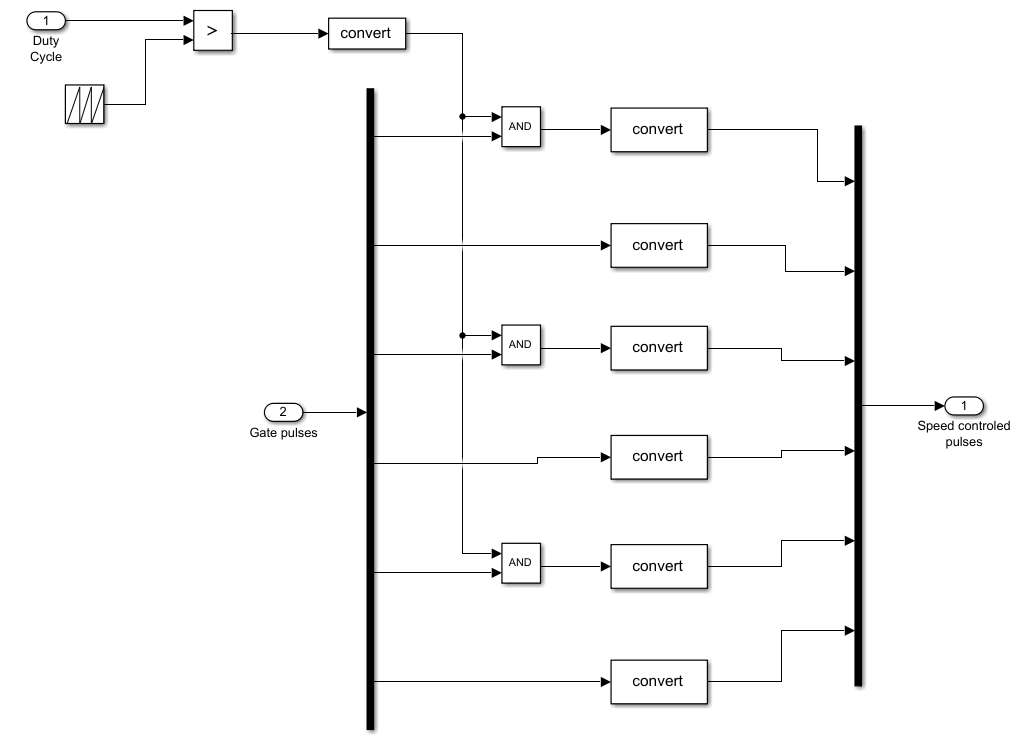 1
Duty
Cycle
>
convert
AND
convert
convert
AND
convert
2
Gate pulses
convert
AND
convert
convert
1
Speed controled
pulses